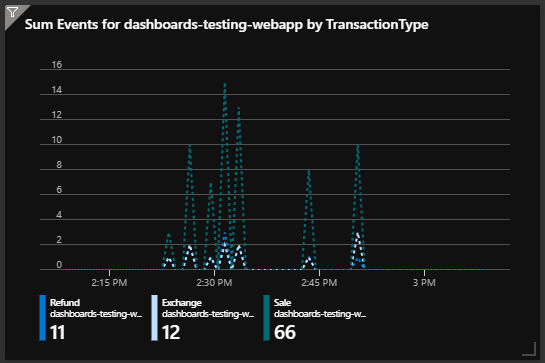 Sum Events for dashboards-testing-webapp by TransactionType
16
14
12
10
8
6
4
2
0
2:15 PM 2:30 PM 2:45 PM 3 PM
Refund Exchange Sale
dashboards-testing-w... dashboards-testing-w... dashboards-testing-w...
11 12 66